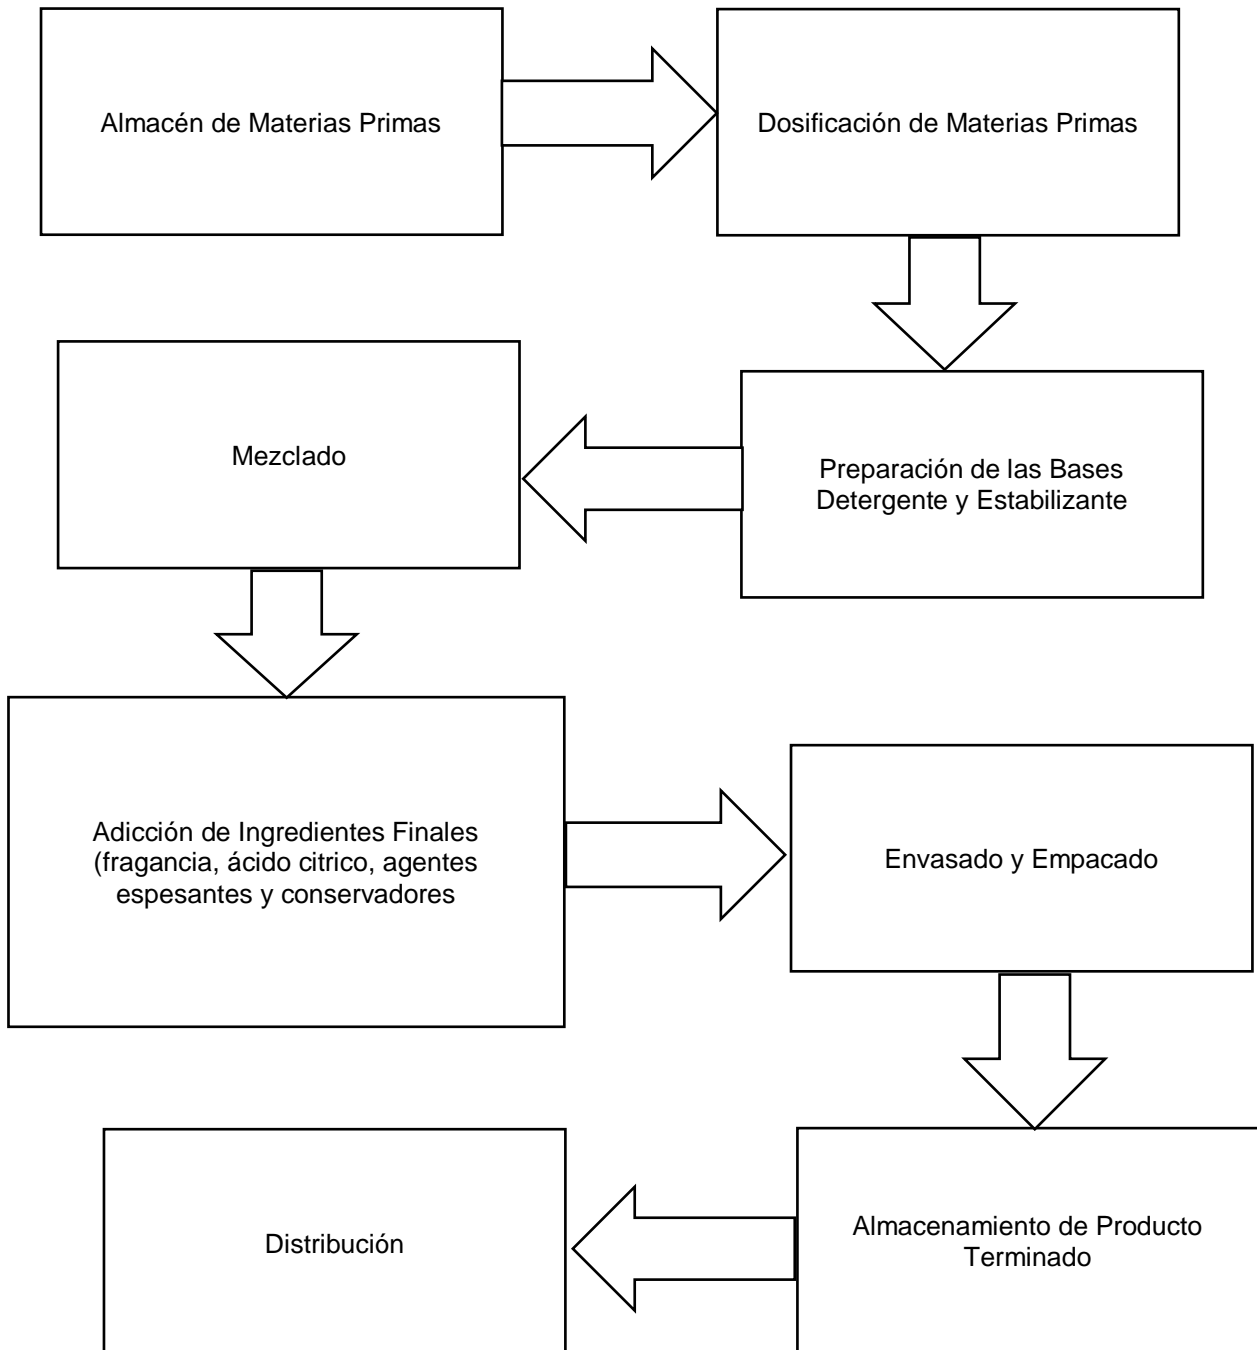 Almacén de Materias Primas
Dosificación de Materias Primas
Preparación de las Bases
Detergente y Estabilizante
Mezclado
Adicción de Ingredientes Finales
(fragancia, ácido citrico, agentes
espesantes y conservadores
Envasado y Empacado
Almacenamiento de Producto
Terminado
Distribución